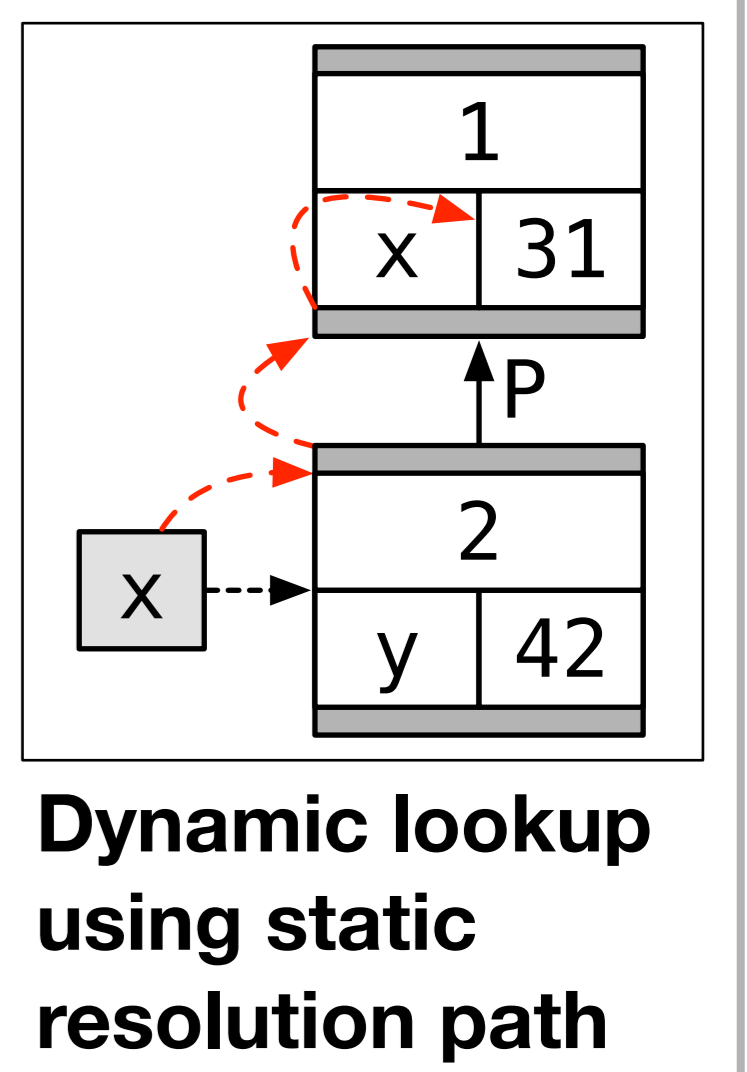 1
x 31
P
2
x
y 42
Dynamic lookup
using static
resolution path